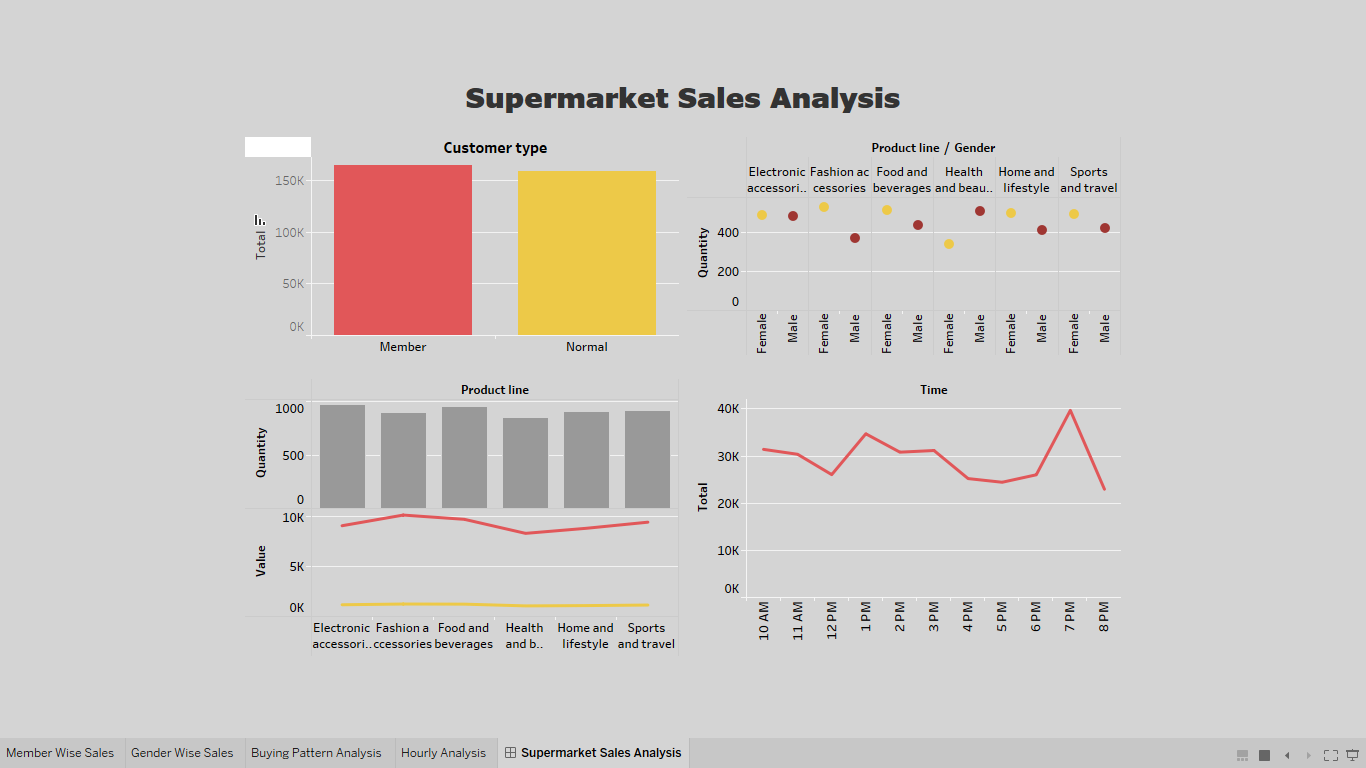 Supermarket Sales Analysis
Customer type
150K
100K
50K
0K
Total
Member
Normal
Product line / Gender
Electronic accessori..
Fashion ac cessories
Food and beverages
Health and beau..
Home and lifestyle
Sports and travel
Quantity
400
200
0
Female
Male
Female
Male
Female
Male
Female
Male
Female
Male
Female
Male
Product line
Quantity
1000
500
0
Value
10K
5K
0K
Electronic accessori..
Fashion a ccessories
Food and beverages
Health and b..
Home and lifestyle
Sports and travel
Time
Total
40K
30K
20K
10K
0K
10 AM
11 AM
12 PM
1 PM
2 PM
3 PM
4 PM
5 PM
6 PM
7 PM
8 PM
Member Wise Sales
Gender Wise Sales
Buying Pattern Analysis
Hourly Analysis
Supermarket Sales Analysis